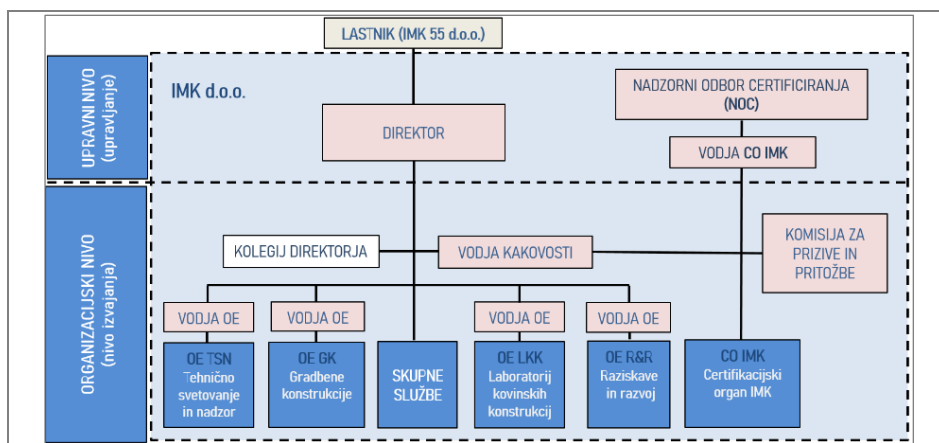 LASTNIK (IMK 55 d.o.o.)
UPRAVNI NIVO
(upravljanje)
IMK d.o.o.
DIREKTOR
NADZORNI ODBOR CERTIFICIRANJA
(NOC)
VODJA CO IMK
ORGANIZACIJSKI NIVO
(nivo izvajanja)
KOLEGIJ DIREKTORJA
VODJA KAKOVOSTI
KOMISIJA ZA
PRIZIVE IN
PRITOŽBE
VODJA OE
VODJA OE
VODJA OE
VODJA OE
OE TSN
Tehnično
svetovanje
in nadzor
OE GK
Gradbene
konstrukcije
SKUPNE
SLUŽBE
OE LKK
Laboratorij
kovinskih
konstrukcij
OE R&R
Raziskave
in razvoj
CO IMK
Certifikacijski
organ IMK